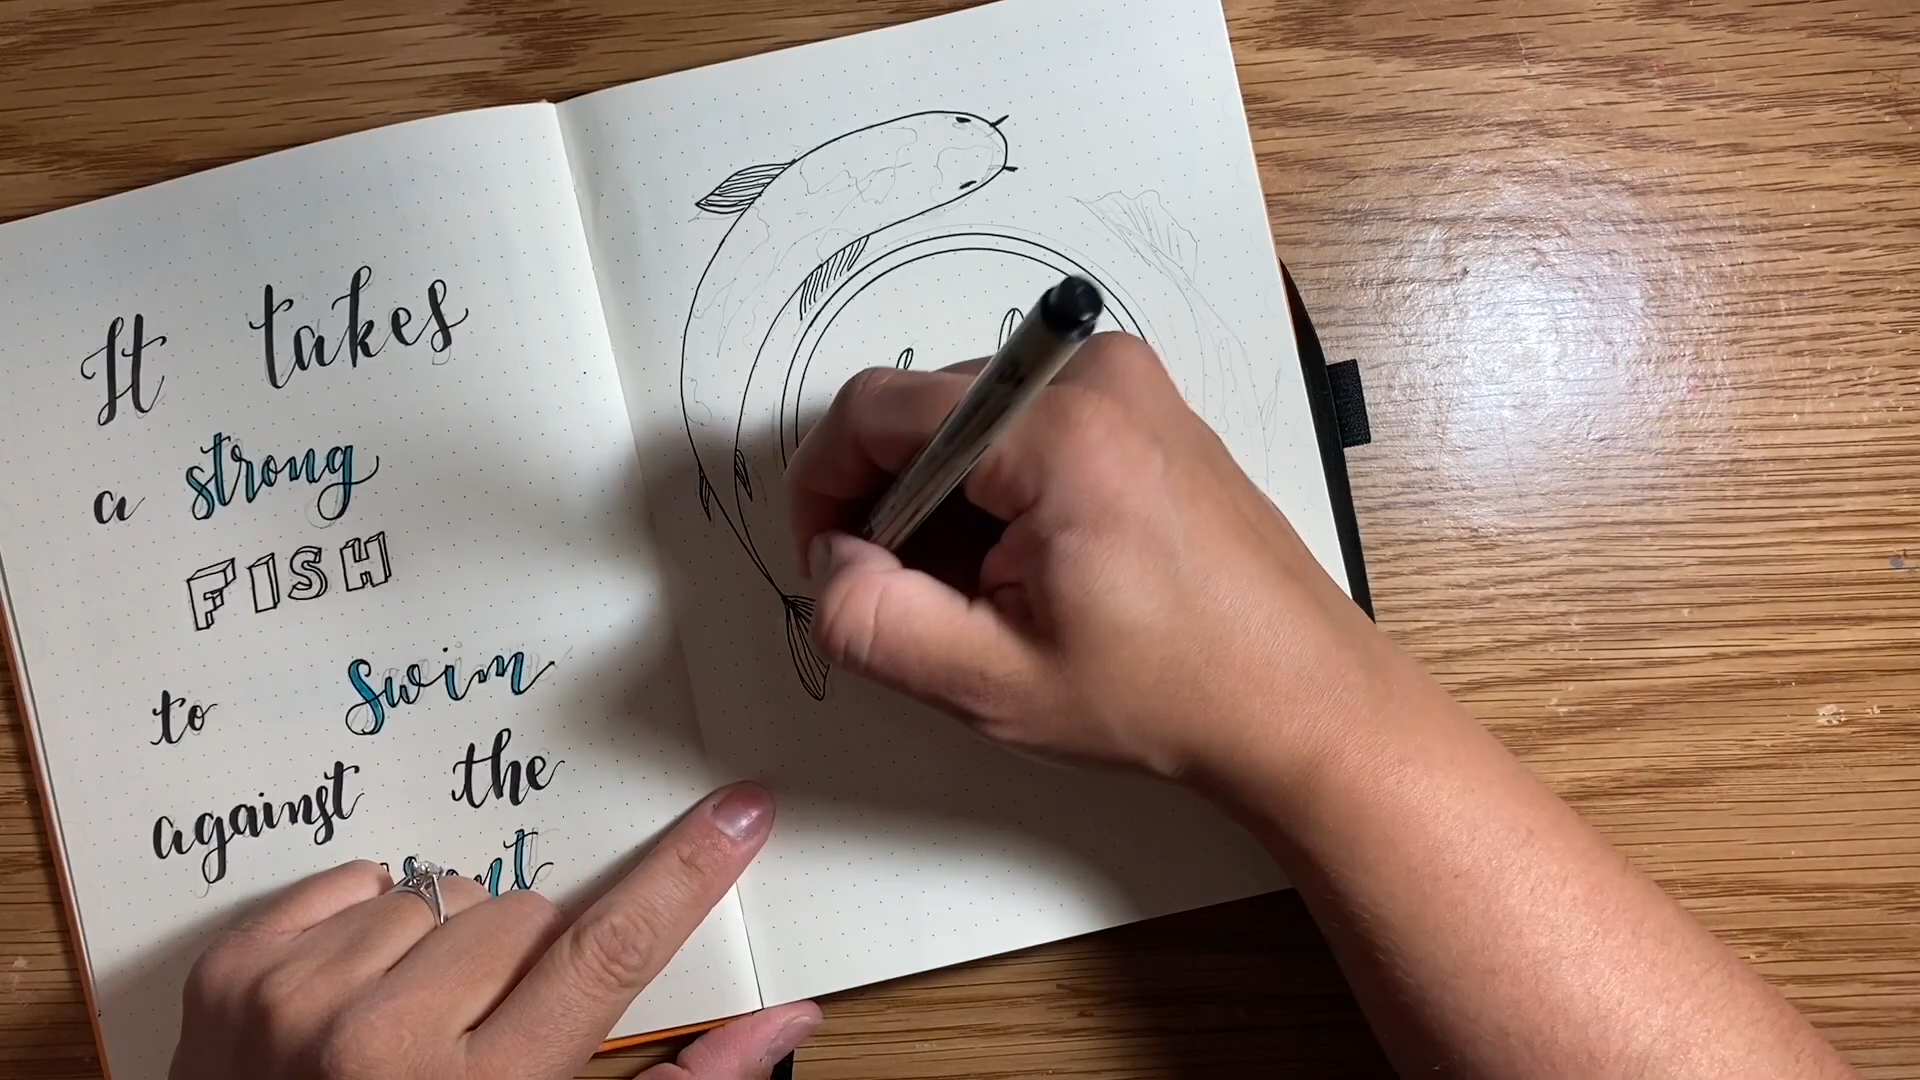 It takes
a strong
FISH
to swim
against the